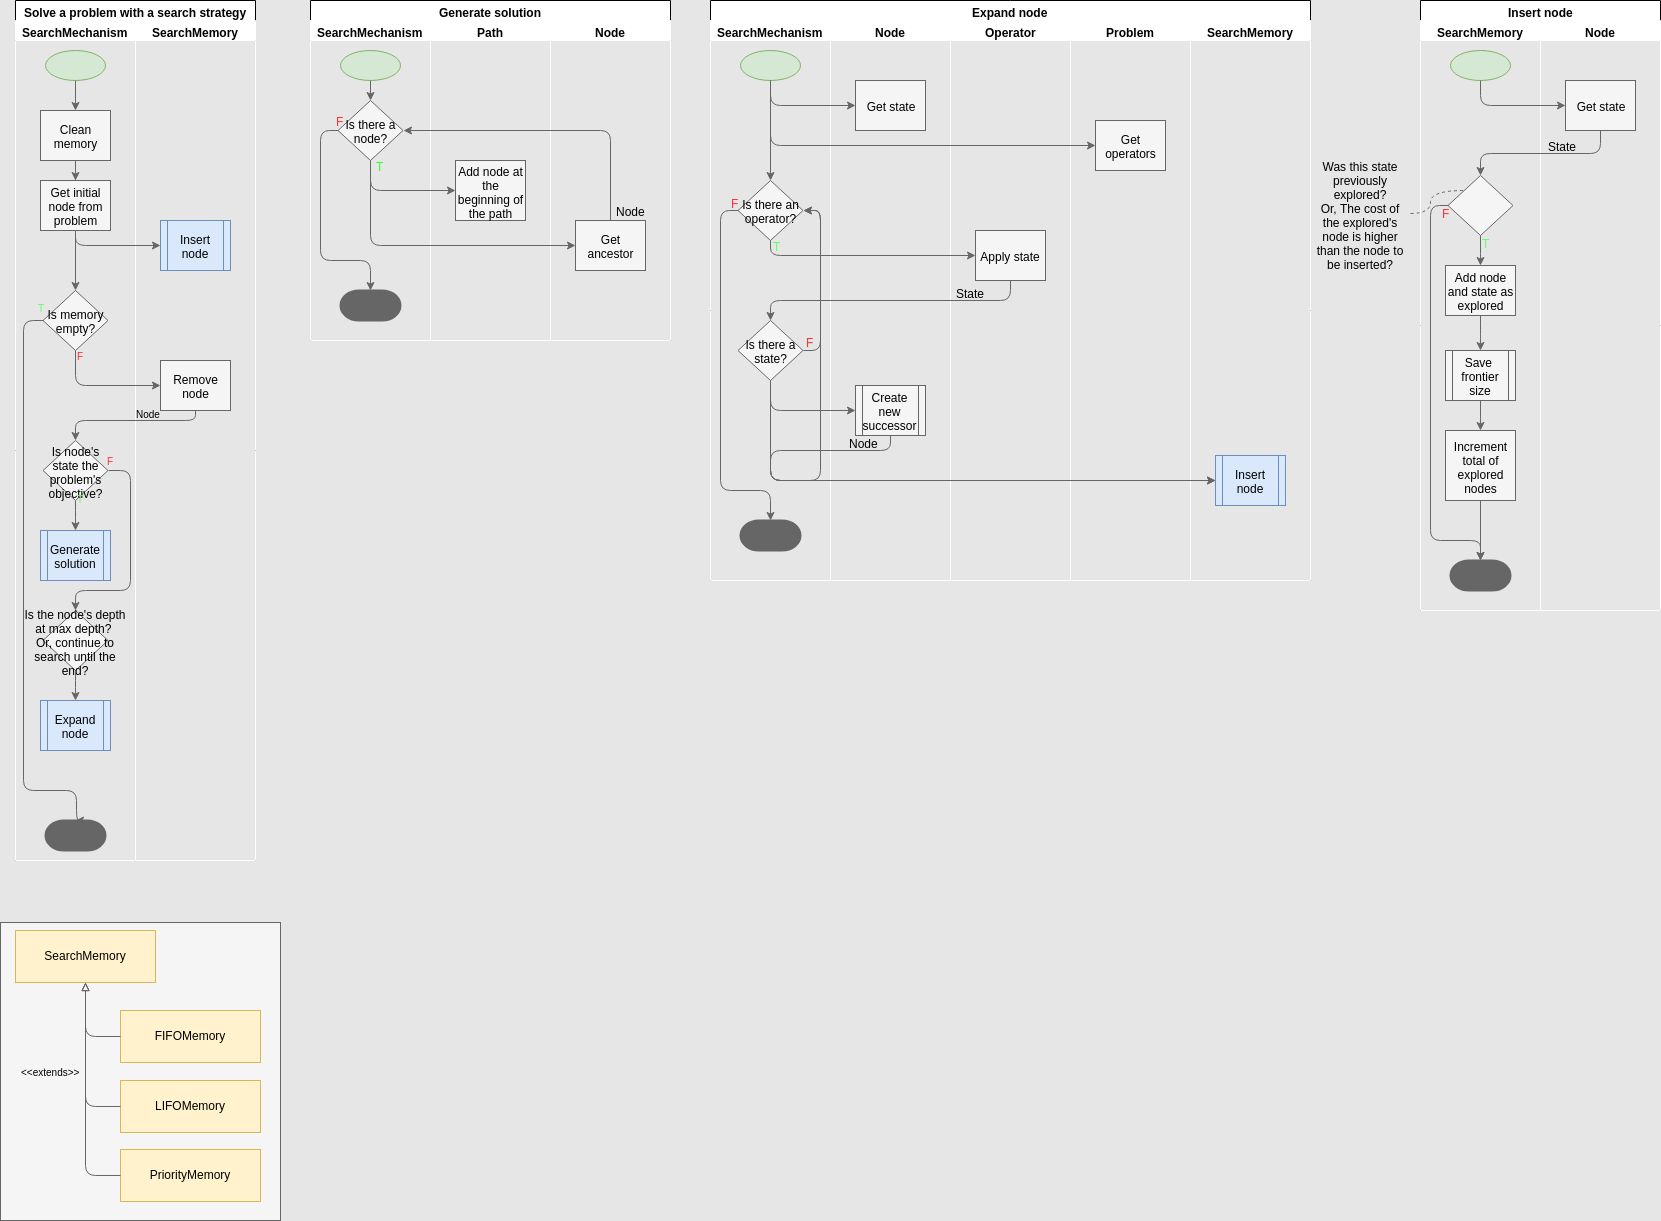 Solve a problem with a search strategy
SearchMechanism
SearchMemory
Clean
memory
Get initial
node from
problem
Insert
node
T
Is memory
empty?
F
Remove
node
Node
Is node's
state the
problem's
objective?
F
T
Generate
solution
Is the node's depth
at max depth?
Or, continue to
search until the
end?
Expand
node
Generate solution
SearchMechanism
Path
Node
F
Is there a
node?
T
Add node at
the
beginning of
the path
Node
Get
ancestor
Expand node
SearchMechanism
Node
Operator
Problem
SearchMemory
Get state
Get
operators
F
Is there an
operator?
T
Apply state
State
Is there a
state?
F
Create
new
successor
Node
Insert
node
Insert node
SearchMemory
Node
Get state
State
Was this state
previously
explored?
Or, The cost of
the explored's
node is higher
than the node to
be inserted?
F
T
Add node
and state as
explored
Save
frontier
size
Increment
total of
explored
nodes
SearchMemory
FIFOMemory
<<extends>>
LIFOMemory
PriorityMemory